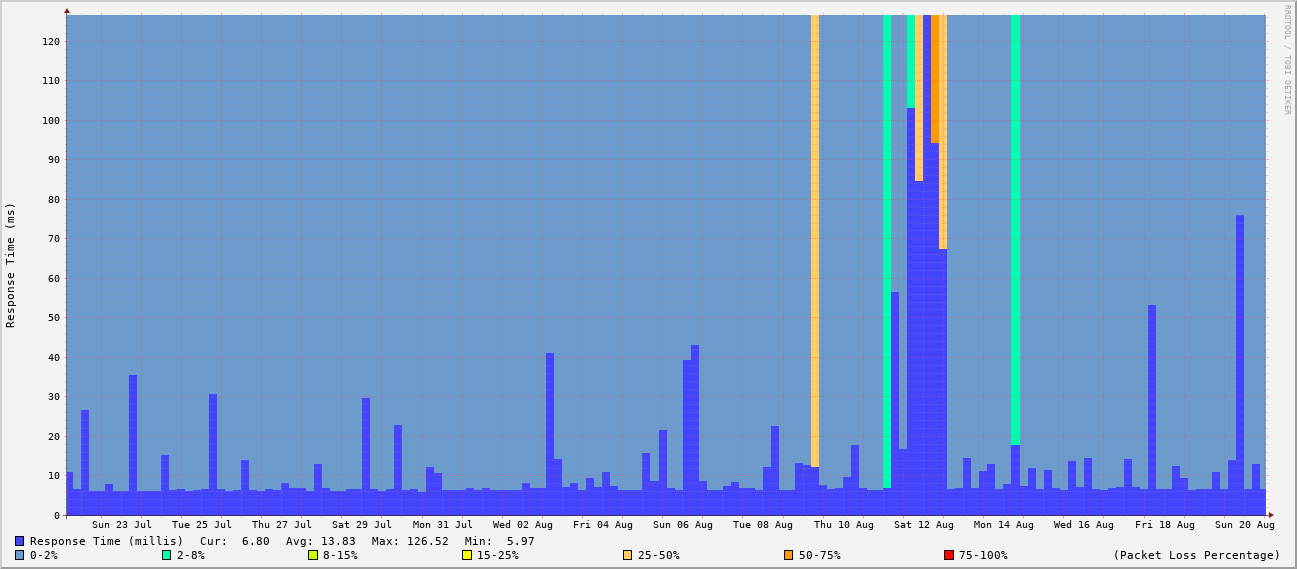 RRDTOOL / TOBI OETIKER
Response Time (ms)
120
110
100
90
80
70
60
50
40
30
20
10
0
Sun 23 Jul Tue 25 Jul Thu 27 Jul Sat 29 Jul Mon 31 Jul Wed 02 Aug Fri 04 Aug Sun 06 Aug Tue 08 Aug Thu 10 Aug Sat 12 Aug Mon 14 Aug Wed 16 Aug Fri 18 Aug Sun 20 Aug
Response Time (millis) Cur: 6.80 Avg: 13.83 Max: 126.52 Min: 5.97
0-2% 2-8% 8-15% 15-25% 25-50% 50-75% 75-100% (Packet Loss Percentage)